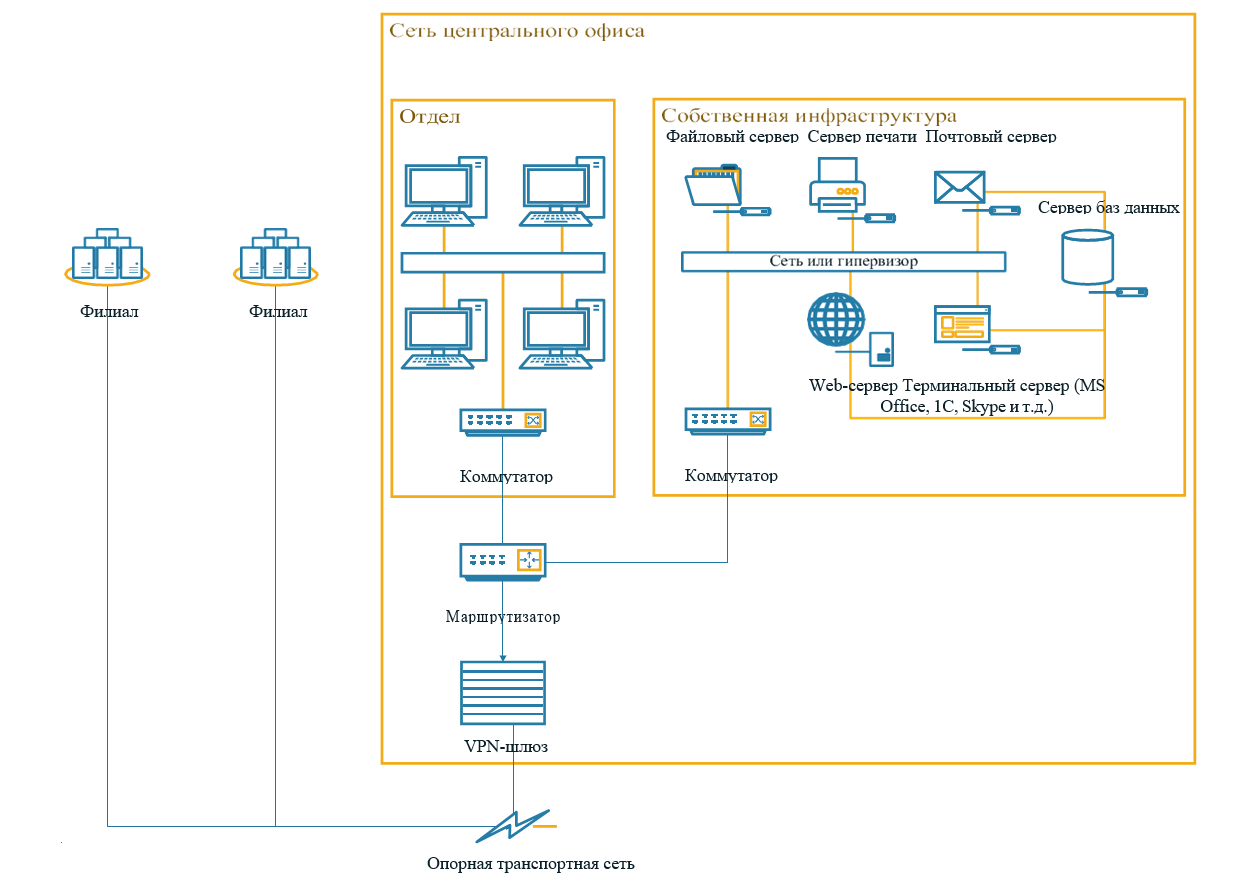 Сеть центрального офиса
Отдел
Собственная инфраструктура
Файловый сервер Сервер печати Почтовый сервер
Сервер баз данных
Сеть или гипервизор
Филиал
Филиал
Web-сервер Терминальный сервер (MS
Office, 1С, Skype и т.д.)
Коммутатор
Коммутатор
Маршрутизатор
VPN-шлюз
Опорная транспортная сеть